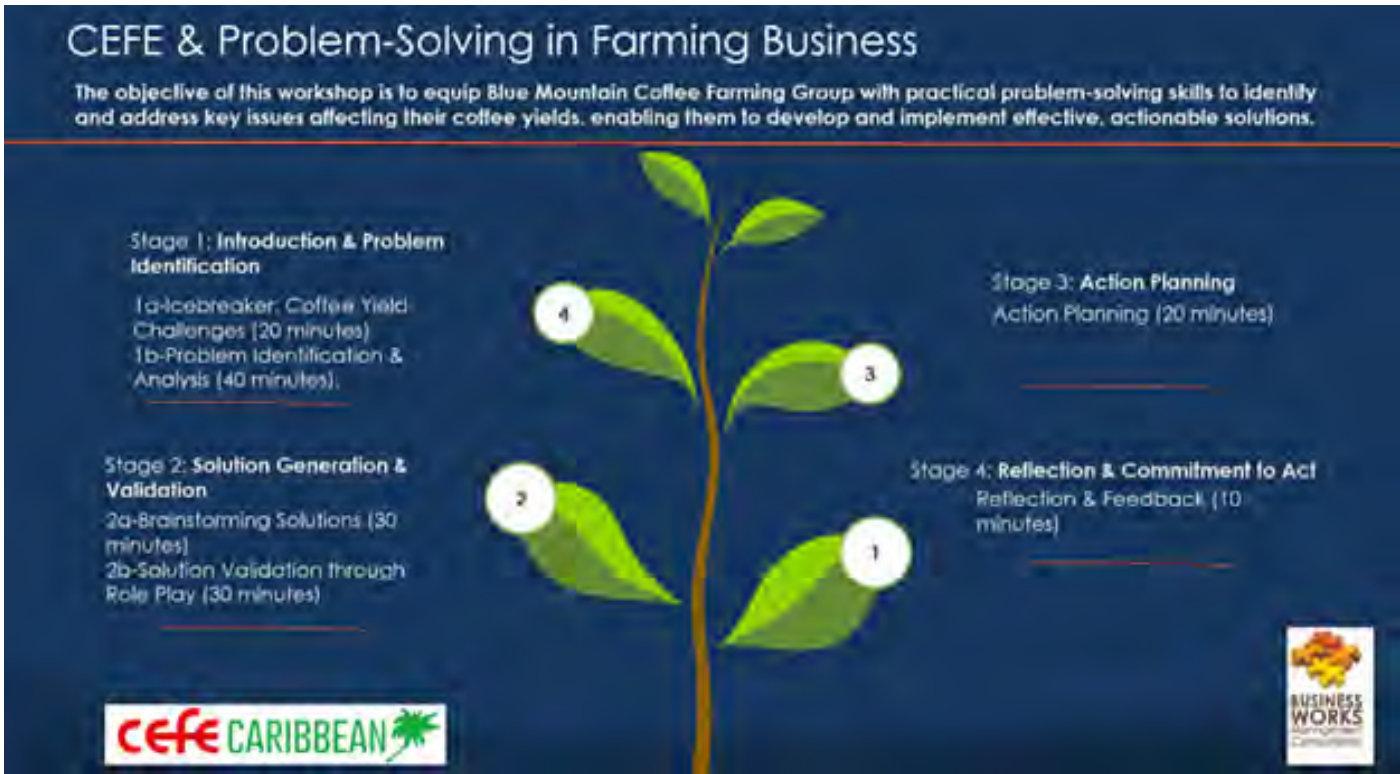 CEFE & Problem-Solving in Farming Business
The objective of this workshop is to equip Blue Mountain Coffee Farming Group with practical problem-solving skills to identify
and address key issues affecting their coffee yields, enabling them to develop and implement effective, actionable solutions.
Stage 1: Introduction & Problem
Identification
1a-Icebreaker: Coffee Yield
Challenges (20 minutes)
1b-Problem Identification &
Analysis (40 minutes).
Stage 2: Solution Generation &
Validation
2a-Brainstorming Solutions (30
minutes)
2b-Solution Validation through
Role Play (30 minutes)
4
3
2
1
Stage 3: Action Planning
Action Planning (20 minutes)
Stage 4: Reflection & Commitment to Act
Reflection & Feedback (10
minutes)
cefe CARIBBEAN
BUSINESS
WORKS
Management
Consultants